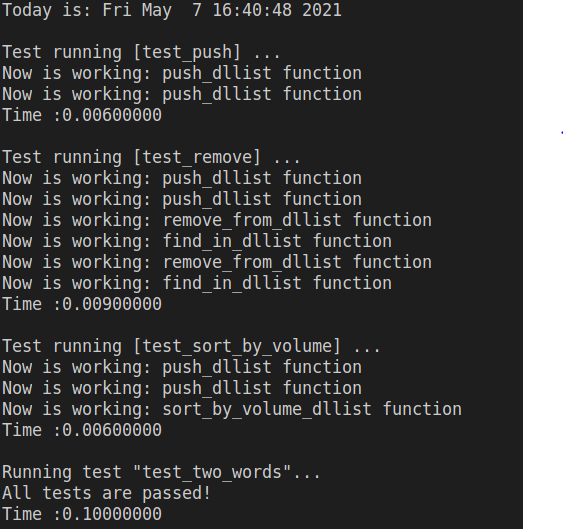 Today is: Fri May  7 16:40:48 2021

Test running [test_push] ...
Now is working: push_dllist function
Now is working: push_dllist function
Time :0.00600000

Test running [test_remove] ...
Now is working: push_dllist function
Now is working: push_dllist function
Now is working: remove_from_dllist function
Now is working: find_in_dllist function
Now is working: remove_from_dllist function
Now is working: find_in_dllist function
Time :0.00900000

Test running [test_sort_by_volume] ...
Now is working: push_dllist function
Now is working: push_dllist function
Now is working: sort_by_volume_dllist function
Time :0.00600000

Running test "test_two_words"...
All tests are passed!
Time :0.10000000